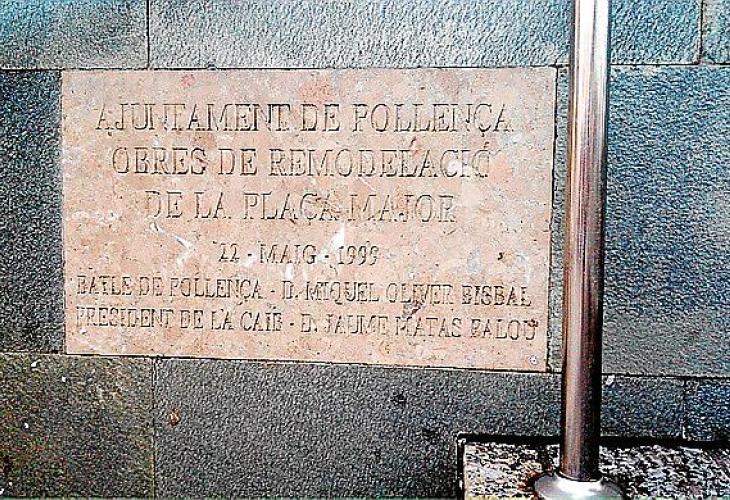 AJUNTAMENT DE POLLENÇA
OBRES DE REMODELACIÓ
DE LA PLAÇA MAJOR
22 - MAIG - 1999
BATLE DE POLLENÇA - D. MIQUEL OLIVER BISBAL
PRESIDENT DE LA CAIB - D. JAUME MATAS PALOU